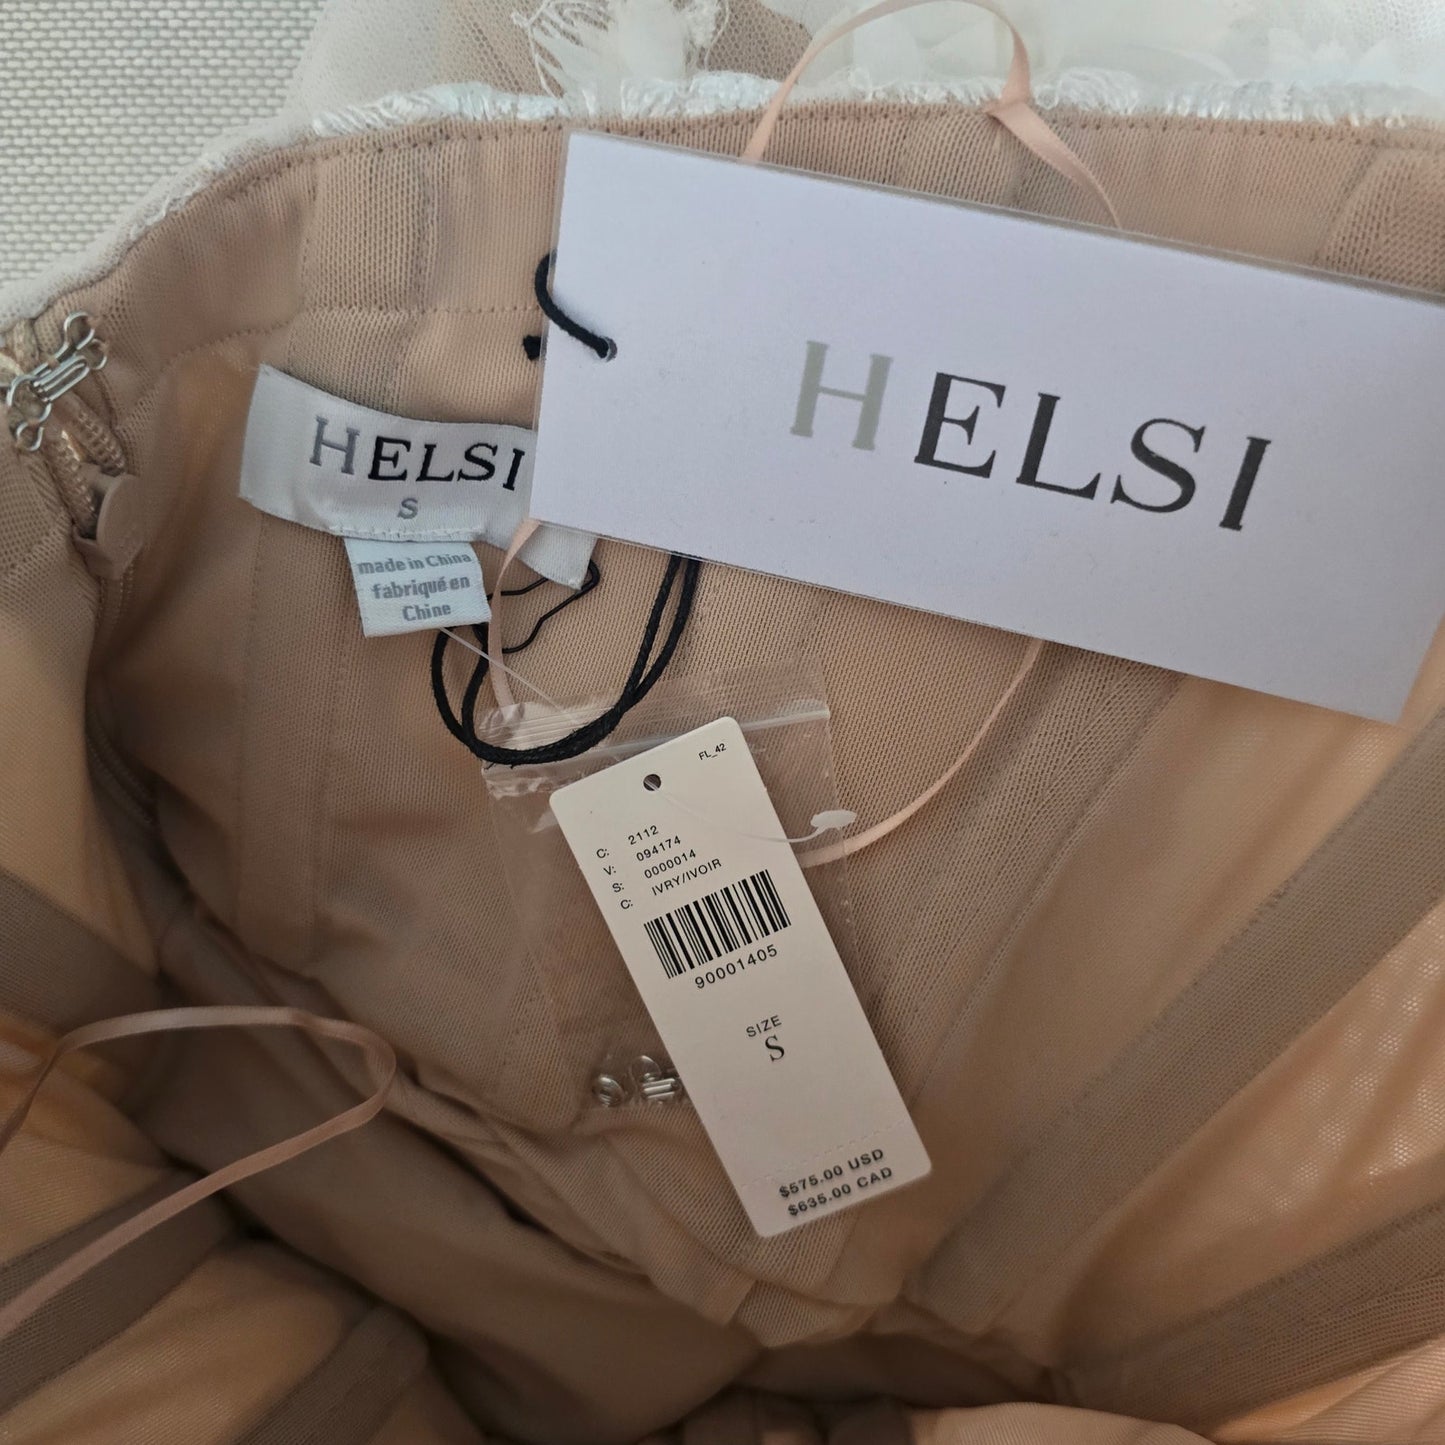 HELSI
HELSI
S
made in China
fabriqué en
Chine
FL_42
C: 2112
V: 094174
S: 0000014
C: IVRY/IVOIR
90001405
SIZE
S
$575.00 USD
$635.00 CAD